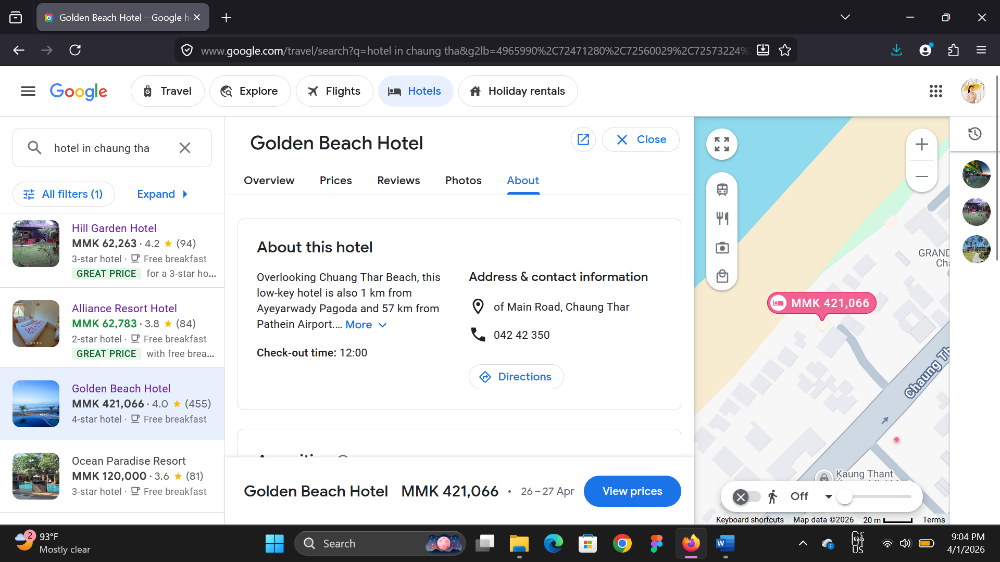 Golden Beach Hotel – Google h
www.google.com/travel/search?q=hotel in chaung tha&g2lb=4965990%2C72471280%2C72560029%2C72573224%
Google
Travel
Explore
Flights
Hotels
Holiday rentals
hotel in chaung tha
All filters (1)
Expand
Hill Garden Hotel
MMK 62,263 · 4.2 ★ (94)
3-star hotel · Free breakfast
GREAT PRICE for a 3-star ho...
Alliance Resort Hotel
MMK 62,783 · 3.8 ★ (84)
2-star hotel · Free breakfast
GREAT PRICE with free brea...
Golden Beach Hotel
MMK 421,066 · 4.0 ★ (455)
4-star hotel · Free breakfast
Ocean Paradise Resort
MMK 120,000 · 3.6 ★ (81)
3-star hotel · Free breakfast
Golden Beach Hotel
Close
Overview
Prices
Reviews
Photos
About
About this hotel
Overlooking Chuang Thar Beach, this
low-key hotel is also 1 km from
Ayeyarwady Pagoda and 57 km from
Pathein Airport.... More
Check-out time: 12:00
Address & contact information
of Main Road, Chaung Thar
042 42 350
Directions
Golden Beach Hotel MMK 421,066 • 26 – 27 Apr
View prices
GRAND
Cha
MMK 421,066
Chaung Th
Kaung Thant
Off
Keyboard shortcuts
Map data ©2026
20 m
Terms
2
93°F
Mostly clear
Search
မြန်
US
9:04 PM
4/1/2026